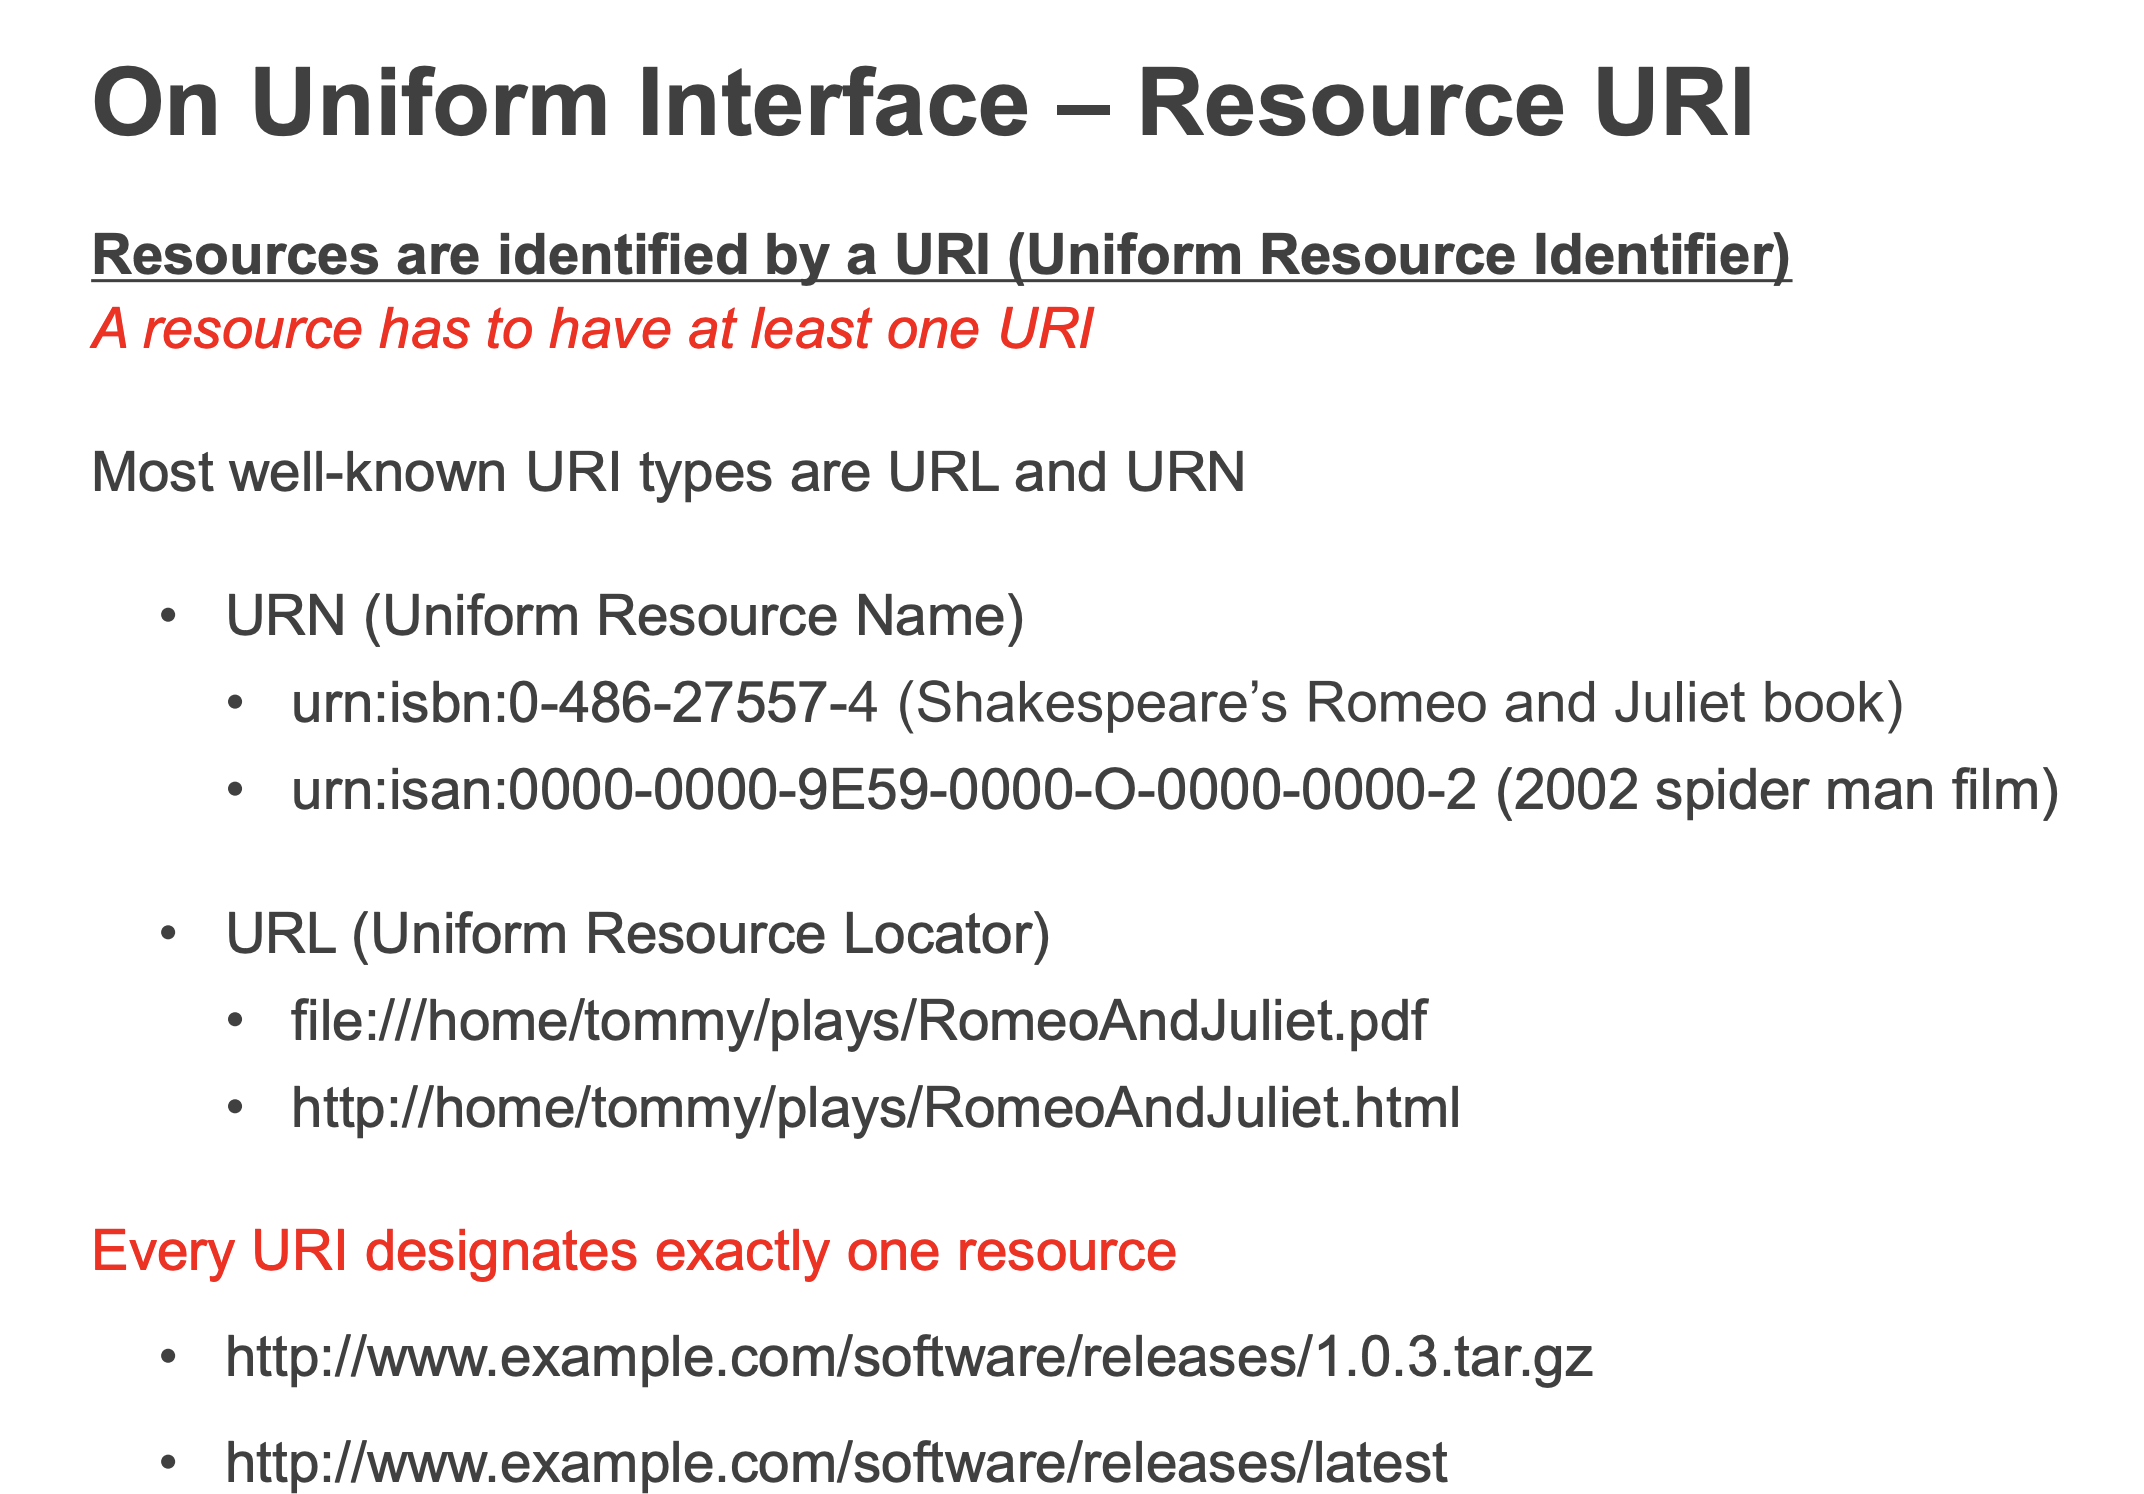 On Uniform Interface – Resource URI
Resources are identified by a URI (Uniform Resource Identifier)
A resource has to have at least one URI
Most well-known URI types are URL and URN
• URN (Uniform Resource Name)
• urn:isbn:0-486-27557-4 (Shakespeare’s Romeo and Juliet book)
• urn:isan:0000-0000-9E59-0000-O-0000-0000-2 (2002 spider man film)
• URL (Uniform Resource Locator)
• file:///home/tommy/plays/RomeoAndJuliet.pdf
• http://home/tommy/plays/RomeoAndJuliet.html
Every URI designates exactly one resource
• http://www.example.com/software/releases/1.0.3.tar.gz
• http://www.example.com/software/releases/latest